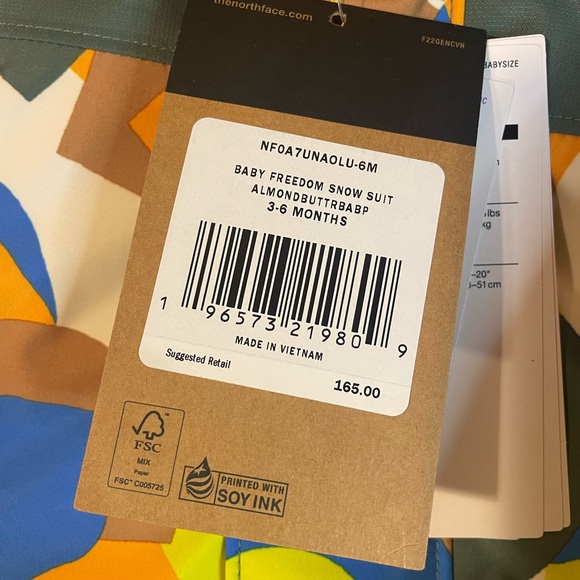 thenorthface.com
F22GENCVR
NF0A7UNAOLU-6M
BABY FREEDOM SNOW SUIT
ALMONDBUTTRBABP
3-6 MONTHS
1 96573 21980 9
MADE IN VIETNAM
Suggested Retail 165.00
FSC
MIX
Paper
FSC® C005725
PRINTED WITH
SOY INK
BABYSIZE
lbs
kg
–20"
–51 cm